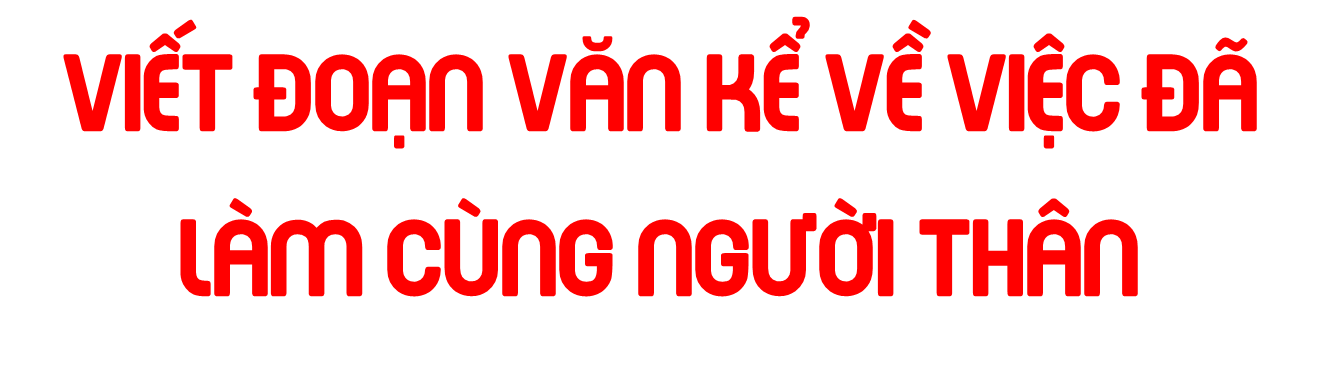 VIẾT ĐOẠN VĂN KỂ VỀ VIỆC ĐÃ
LÀM CÙNG NGƯỜI THÂN